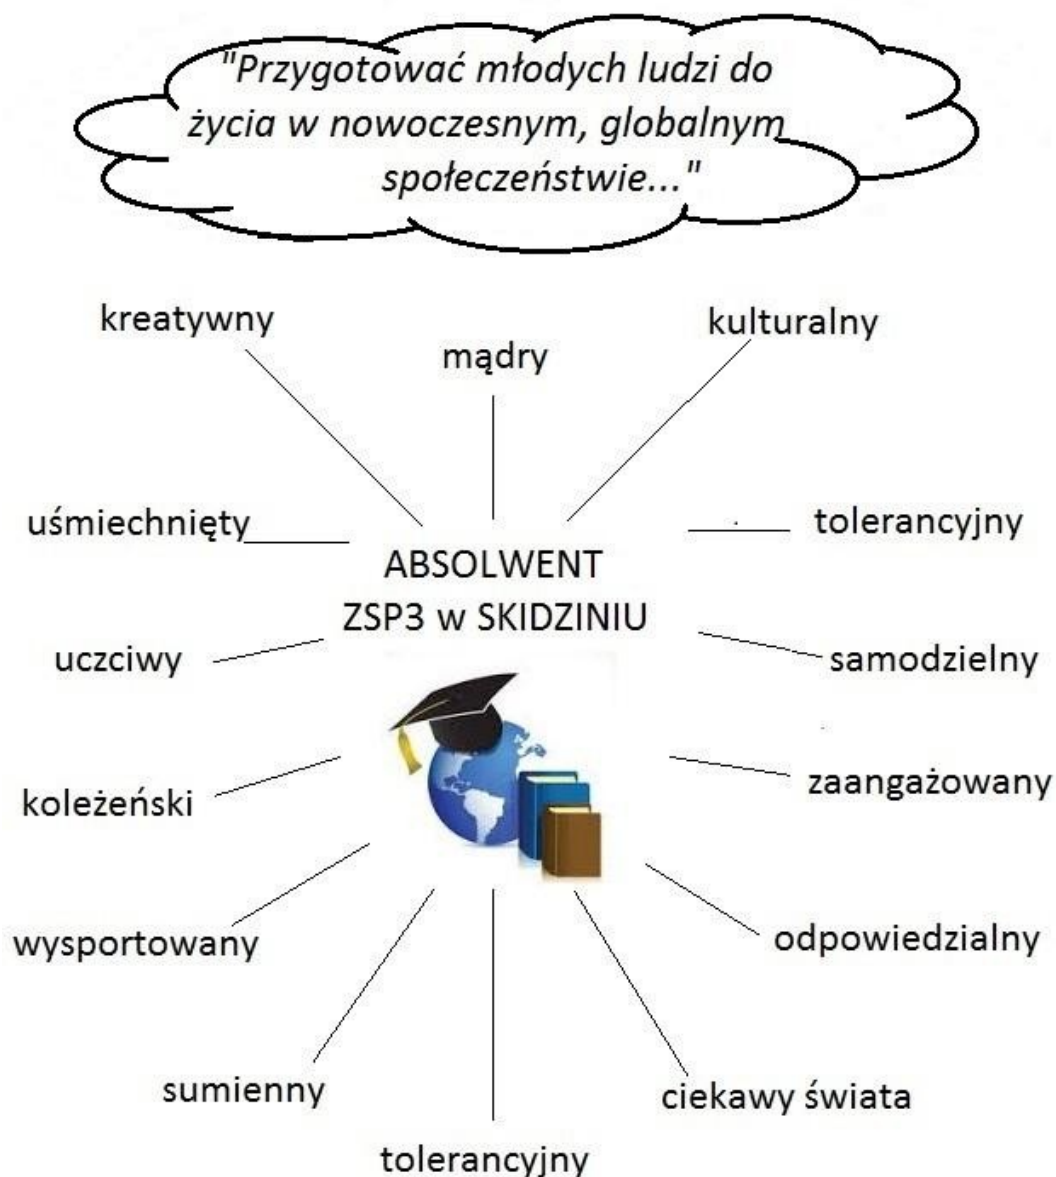 "Przygotować młodych ludzi do
życia w nowoczesnym, globalnym
społeczeństwie..."
kreatywny
mądry
kulturalny
uśmiechnięty
tolerancyjny
ABSOLWENT
ZSP3 w SKIDZINIU
uczciwy
samodzielny
koleżeński
zaangażowany
wysportowany
odpowiedzialny
sumienny
ciekawy świata
tolerancyjny